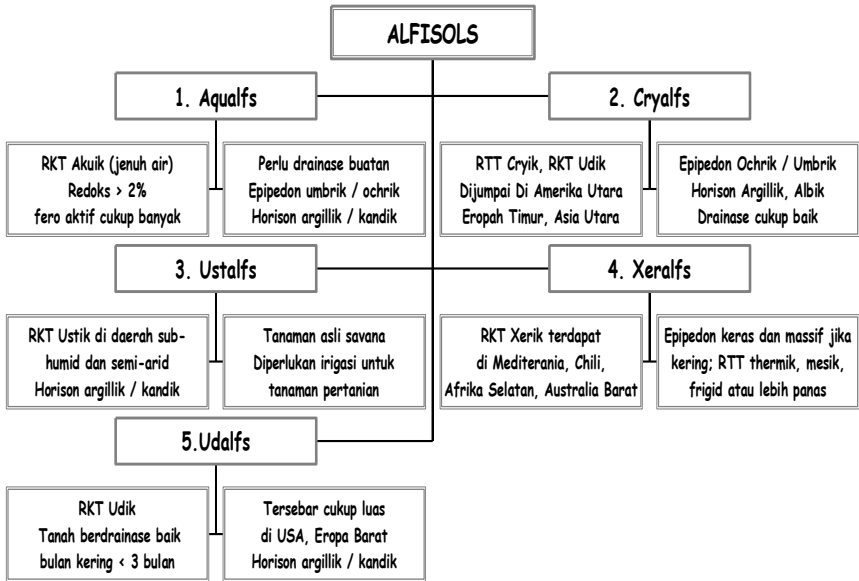 ALFISOLS
1. Aqualfs
RKT Akuik (jenuh air)
Redoks > 2%
fero aktif cukup banyak
Perlu drainase buatan
Epipedon umbrik / ochrik
Horison argillik / kandik
2. Cryalfs
RTT Cryik, RKT Udik
Dijumpai Di Amerika Utara
Eropah Timur, Asia Utara
Epipedon Ochrik / Umbrik
Horison Argillik, Albik
Drainase cukup baik
3. Ustalfs
RKT Ustik di daerah sub-
humid dan semi-arid
Horison argillik / kandik
Tanaman asli savana
Diperlukan irigasi untuk
tanaman pertanian
4. Xeralfs
RKT Xerik terdapat
di Mediterania, Chili,
Afrika Selatan, Australia Barat
Epipedon keras dan massif jika
kering; RTT thermik, mesik,
frigid atau lebih panas
5.Udalfs
RKT Udik
Tanah berdrainase baik
bulan kering < 3 bulan
Tersebar cukup luas
di USA, Eropa Barat
Horison argillik / kandik